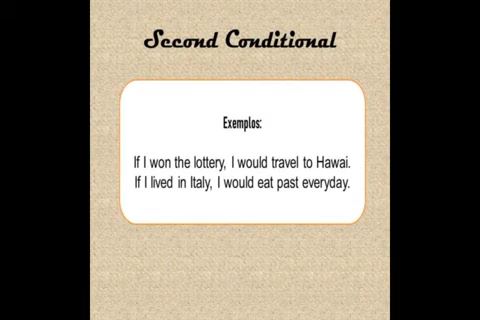 Second Conditional
Exemplos:
If I won the lottery, I would travel to Hawai.
If I lived in Italy, I would eat past everyday.